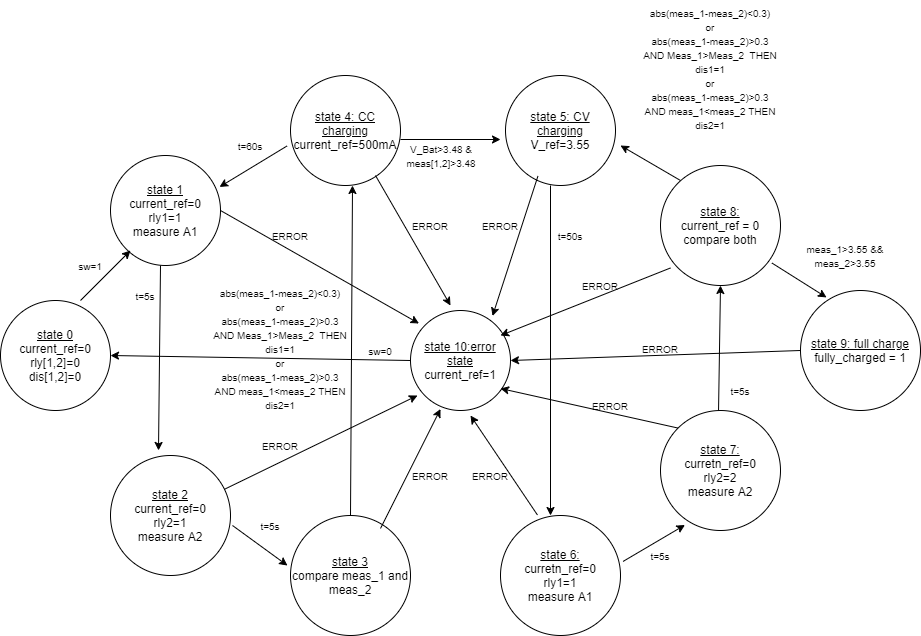 abs(meas_1-meas_2)<0.3)
or
abs(meas_1-meas_2)>0.3
AND Meas_1>Meas_2 THEN
dis1=1
or
abs(meas_1-meas_2)>0.3
AND meas_1<meas_2 THEN
dis2=1
state 4: CC
charging
current_ref=500mA
state 5: CV
charging
V_ref=3.55
t=60s
V_Bat>3.48 &
meas[1,2]>3.48
state 1
current_ref=0
rly1=1
measure A1
state 8:
current_ref = 0
compare both
ERROR
ERROR
ERROR
t=50s
meas_1>3.55 &&
meas_2>3.55
sw=1
t=5s
ERROR
abs(meas_1-meas_2)<0.3)
or
abs(meas_1-meas_2)>0.3
AND Meas_1>Meas_2 THEN
dis1=1
or
abs(meas_1-meas_2)>0.3
AND meas_1<meas_2 THEN
dis2=1
state 0
current_ref=0
rly[1,2]=0
dis[1,2]=0
sw=0
state 10:error
state
current_ref=1
ERROR
state 9: full charge
fully_charged = 1
t=5s
ERROR
ERROR
state 7:
curretn_ref=0
rly2=2
measure A2
ERROR
ERROR
state 2
current_ref=0
rly2=1
measure A2
t=5s
state 3
compare meas_1 and
meas_2
state 6:
curretn_ref=0
rly1=1
measure A1
t=5s